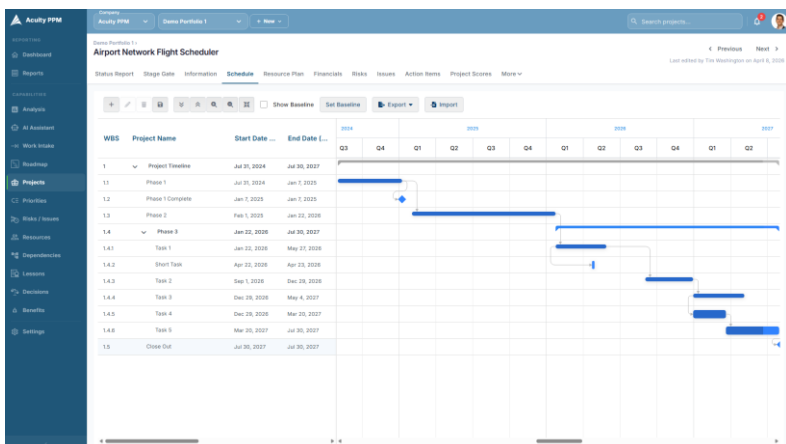 Acuity PPM
Company
Acuity PPM
Demo Portfolio 1
+ New
Search projects...
REPORTING
Dashboard
Reports
CAPABILITIES
Analysis
AI Assistant
Work Intake
Roadmap
Projects
Priorities
Risks / Issues
Resources
Dependencies
Lessons
Decisions
Benefits
Settings
Demo Portfolio 1 ›
Airport Network Flight Scheduler
Previous Next
Last edited by Tim Washington on April 8, 2026
Status Report Stage Gate Information Schedule Resource Plan Financials Risks Issues Action Items Project Scores More
Show Baseline Set Baseline Export Import
WBS Project Name Start Date ... End Date (...
2024 2025 2026 2027
Q3 Q4 Q1 Q2 Q3 Q4 Q1 Q2 Q3 Q4 Q1 Q2
1 Project Timeline Jul 31, 2024 Jul 30, 2027
1.1 Phase 1 Jul 31, 2024 Jan 7, 2025
1.2 Phase 1 Complete Jan 7, 2025 Jan 7, 2025
1.3 Phase 2 Feb 1, 2025 Jan 22, 2026
1.4 Phase 3 Jan 22, 2026 Jul 30, 2027
1.4.1 Task 1 Jan 22, 2026 May 27, 2026
1.4.2 Short Task Apr 22, 2026 Apr 23, 2026
1.4.3 Task 2 Sep 1, 2026 Dec 29, 2026
1.4.4 Task 3 Dec 29, 2026 May 4, 2027
1.4.5 Task 4 Dec 29, 2026 Mar 20, 2027
1.4.6 Task 5 Mar 20, 2027 Jul 30, 2027
1.5 Close Out Jul 30, 2027 Jul 30, 2027